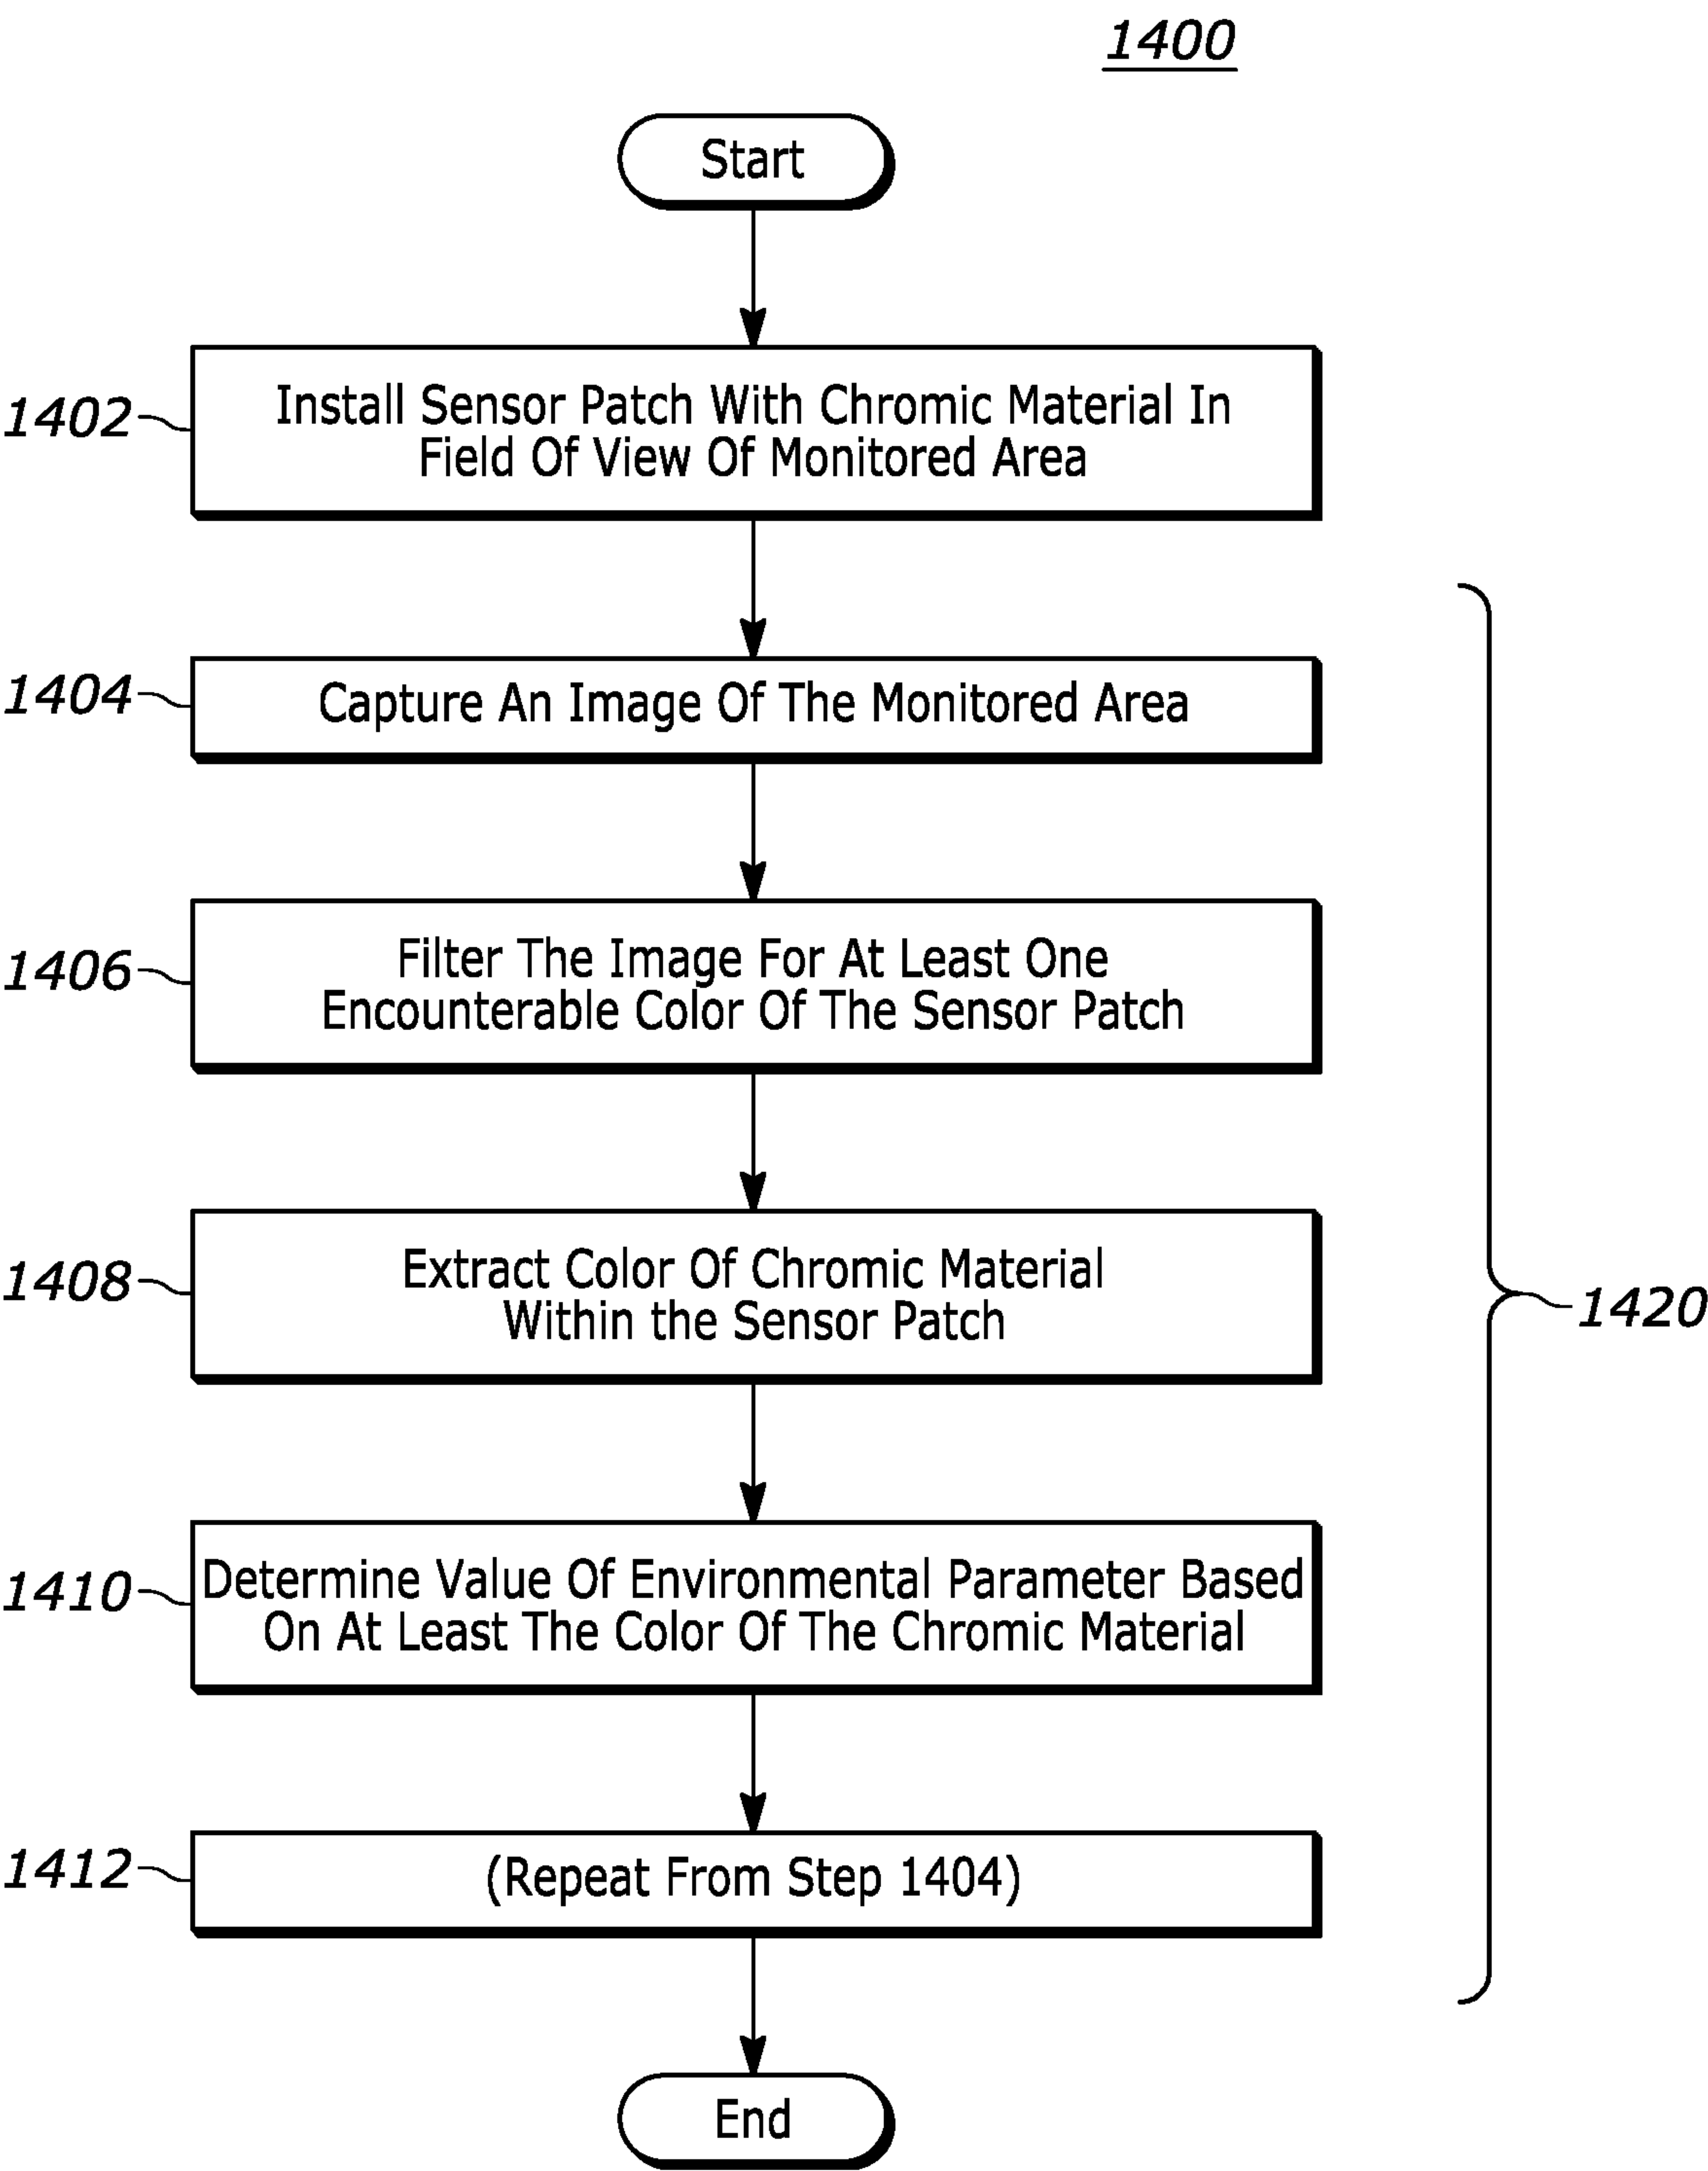 1400
Start
1402
Install Sensor Patch With Chromic Material In
Field Of View Of Monitored Area
1404
Capture An Image Of The Monitored Area
1406
Filter The Image For At Least One
Encounterable Color Of The Sensor Patch
1408
Extract Color Of Chromic Material
Within the Sensor Patch
1420
1410
Determine Value Of Environmental Parameter Based
On At Least The Color Of The Chromic Material
1412
(Repeat From Step 1404)
End